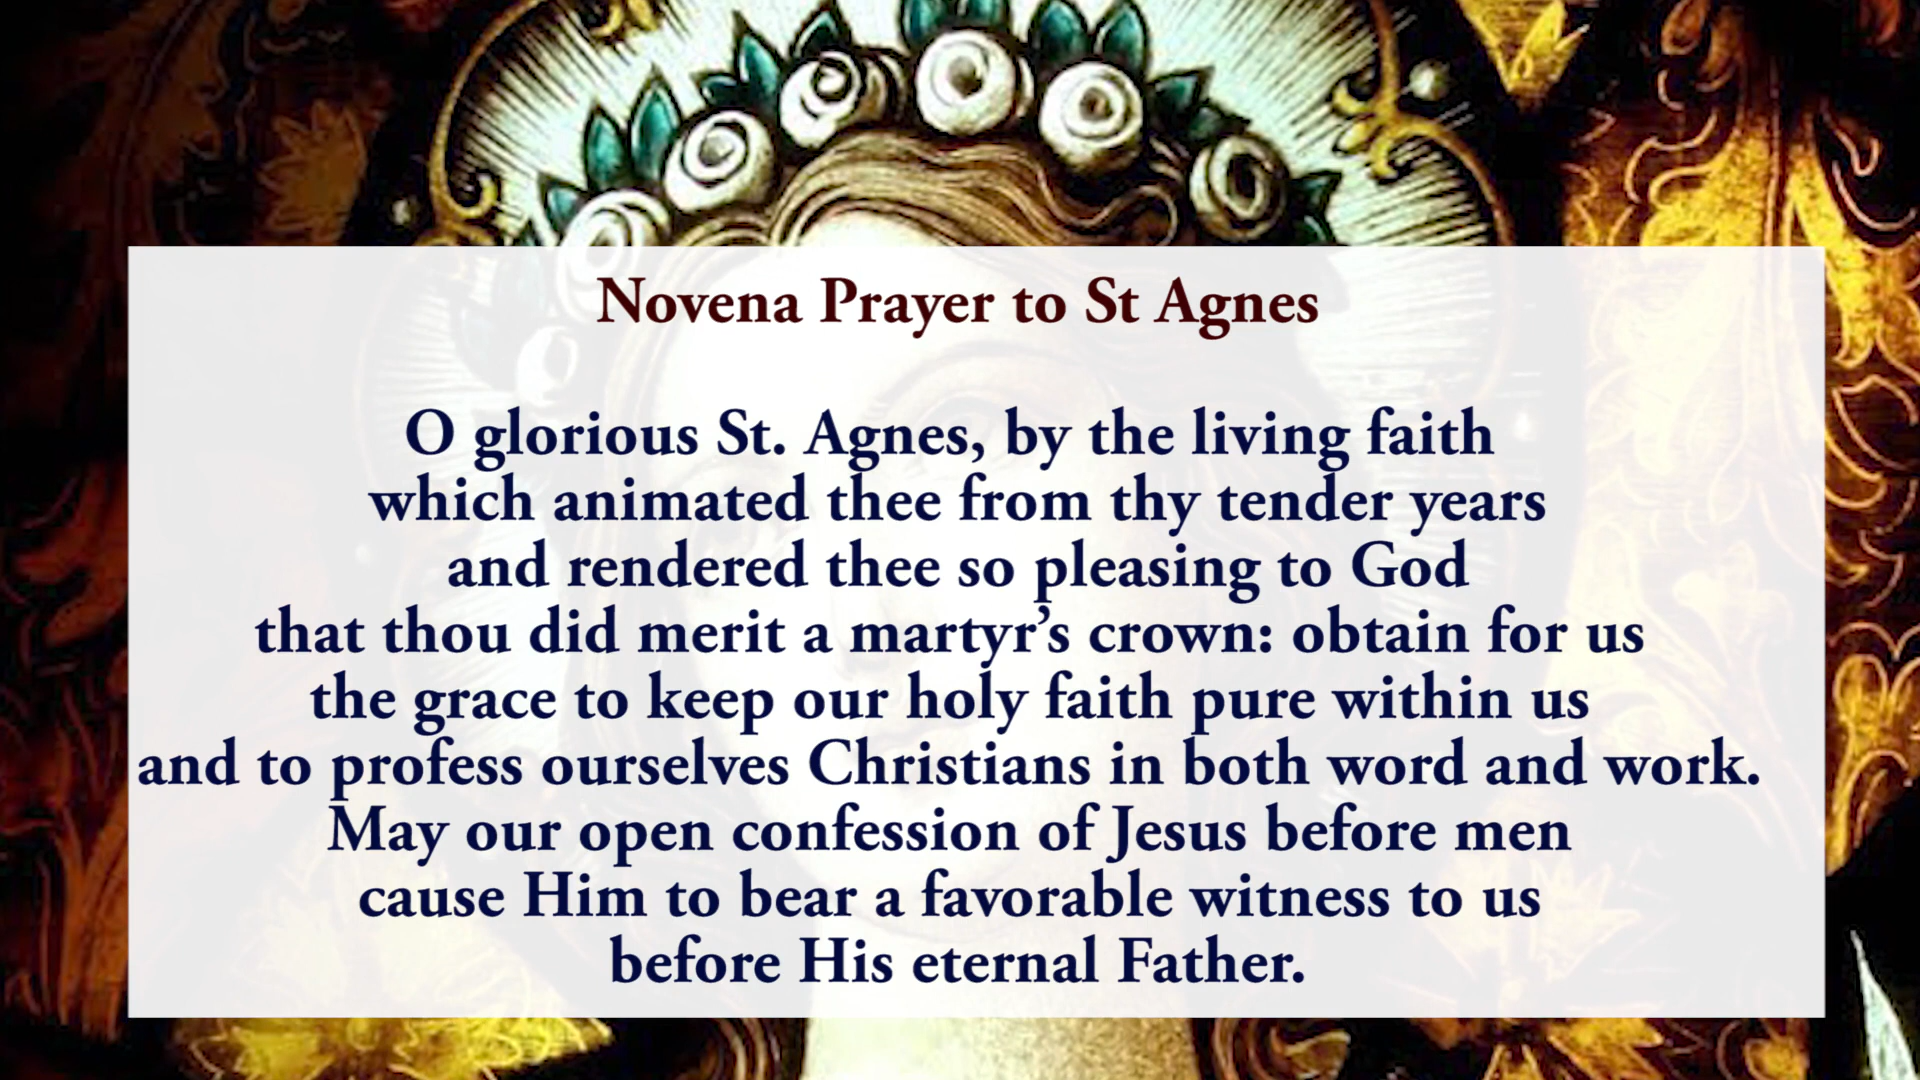 Novena Prayer to St Agnes
O glorious St. Agnes, by the living faith
which animated thee from thy tender years
and rendered thee so pleasing to God
that thou did merit a martyr’s crown: obtain for us
the grace to keep our holy faith pure within us
and to profess ourselves Christians in both word and work.
May our open confession of Jesus before men
cause Him to bear a favorable witness to us
before His eternal Father.